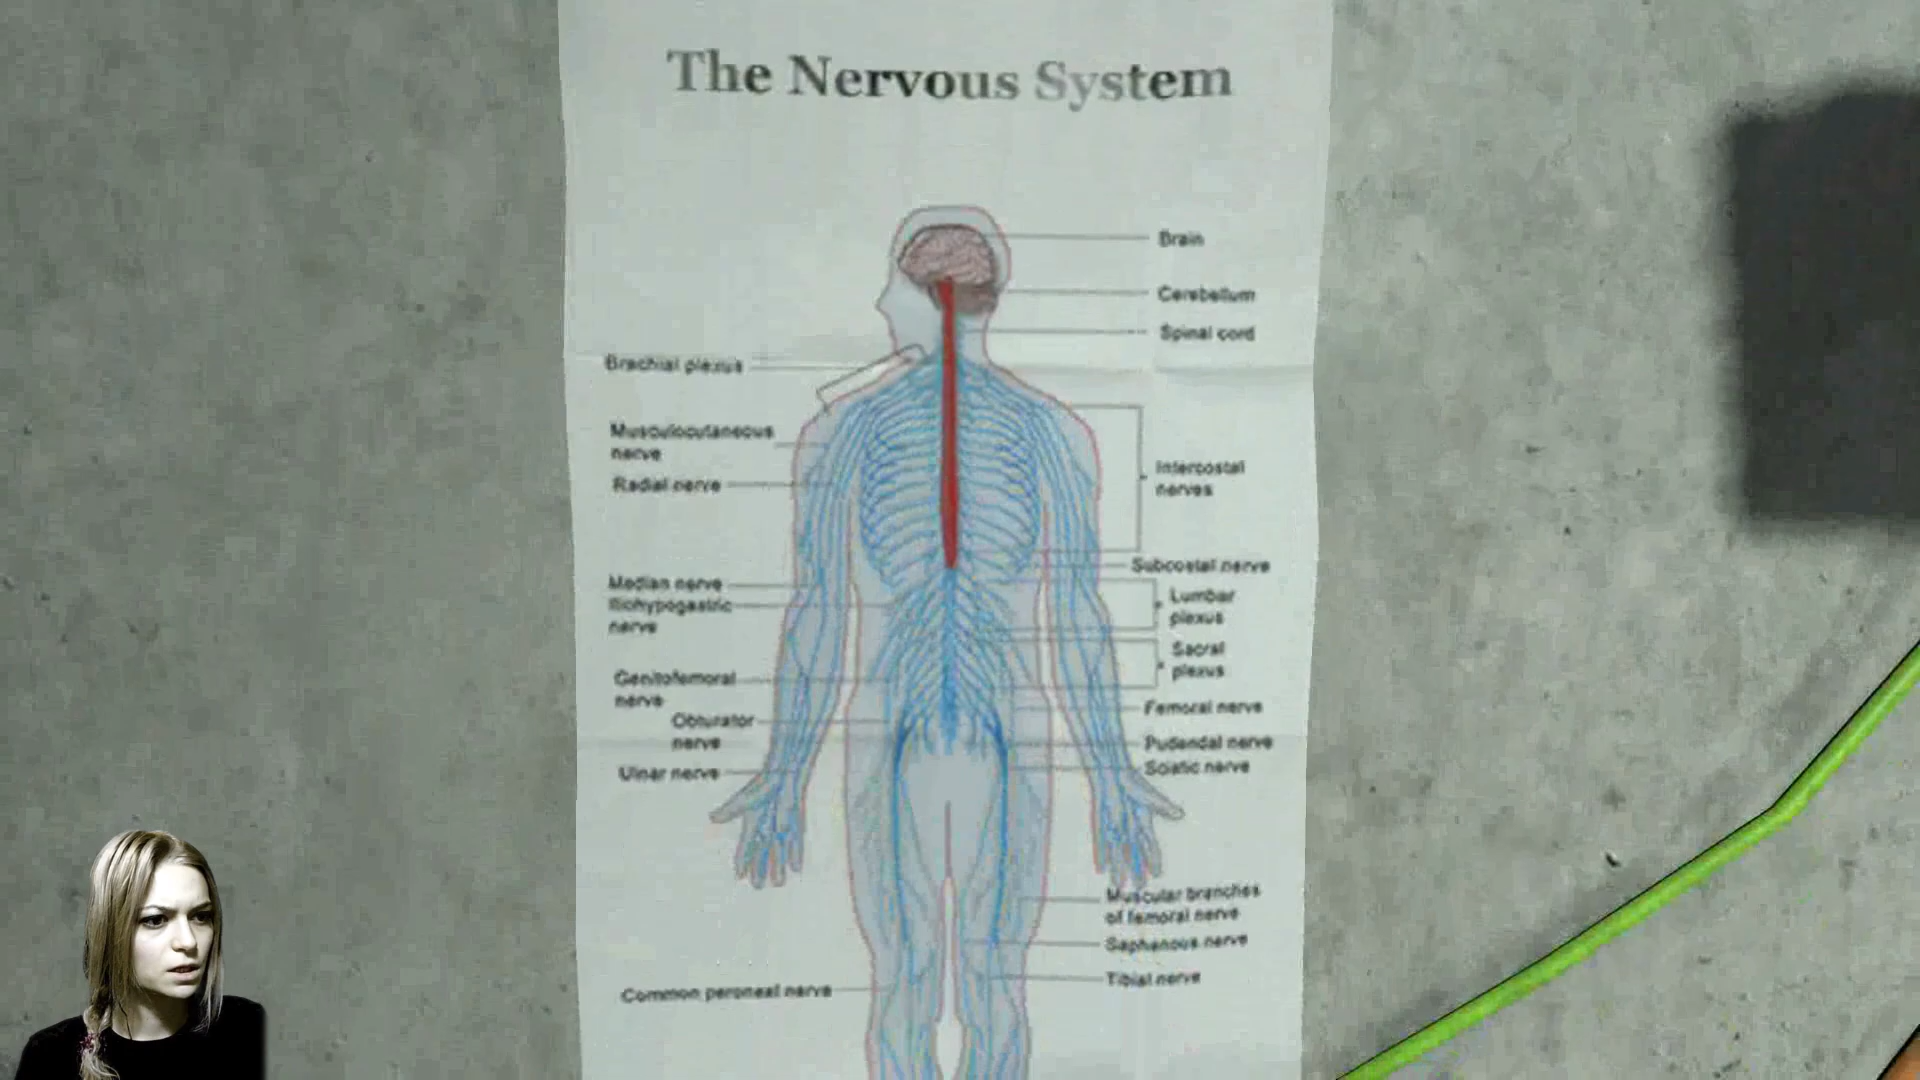 The Nervous System
Brain
Cerebellum
Spinal cord
Brachial plexus
Musculocutaneous
nerve
Radial nerve
Intercostal
nerves
Subcostal nerve
Median nerve
Iliohypogastric
nerve
Lumbar
plexus
Sacral
plexus
Genitofemoral
nerve
Femoral nerve
Obturator
nerve
Pudendal nerve
Sciatic nerve
Ulnar nerve
Muscular branches
of femoral nerve
Saphenous nerve
Tibial nerve
Common peroneal nerve